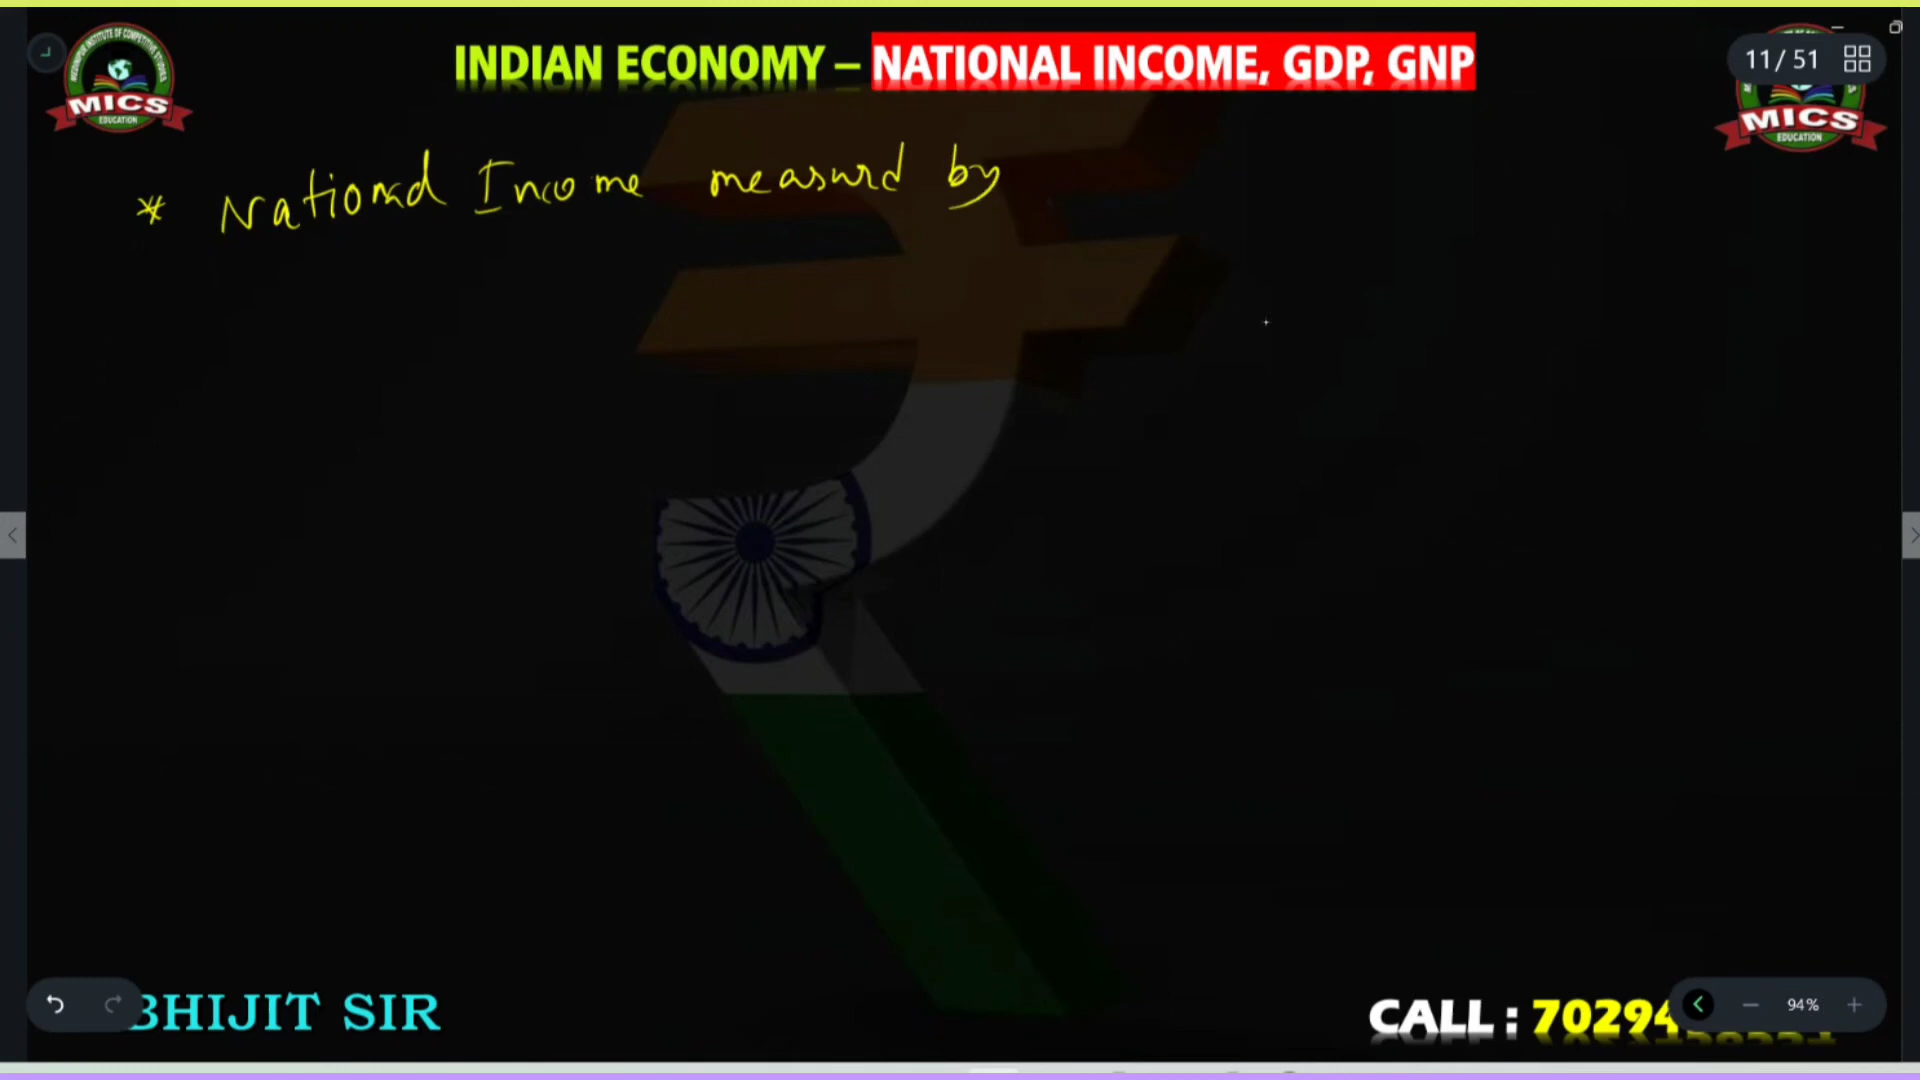 INDIAN ECONOMY – NATIONAL INCOME, GDP, GNP
11/ 51
MICS
EDUCATION
MICS
EDUCATION
* National Income measurd by
BHIJIT SIR
CALL : 70294
94%